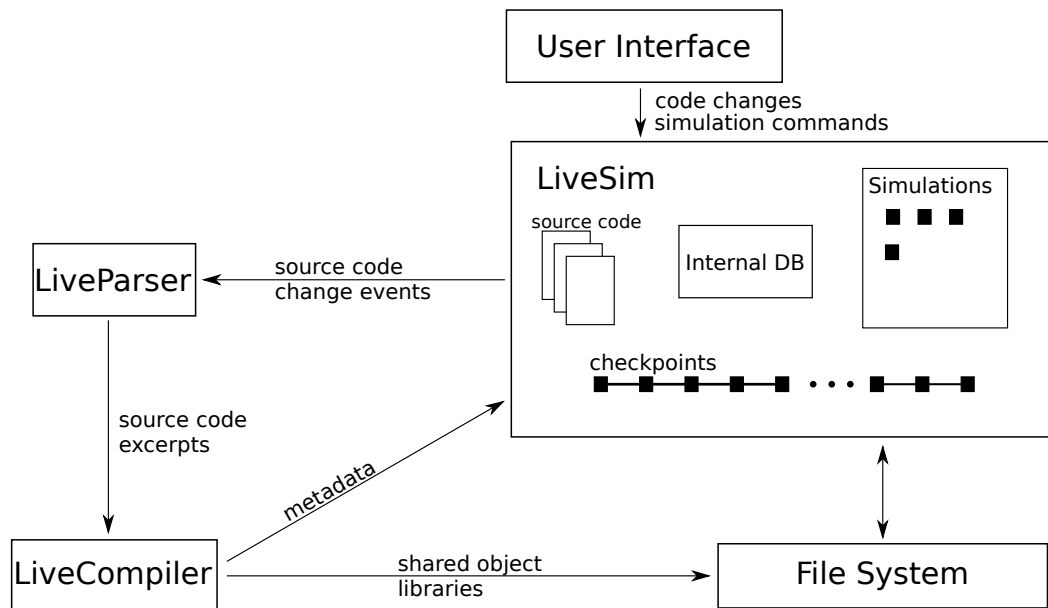 User Interface
code changes
simulation commands
LiveSim
Simulations
source code
Internal DB
checkpoints
LiveParser
source code
change events
source code
excerpts
metadata
LiveCompiler
shared object
libraries
File System